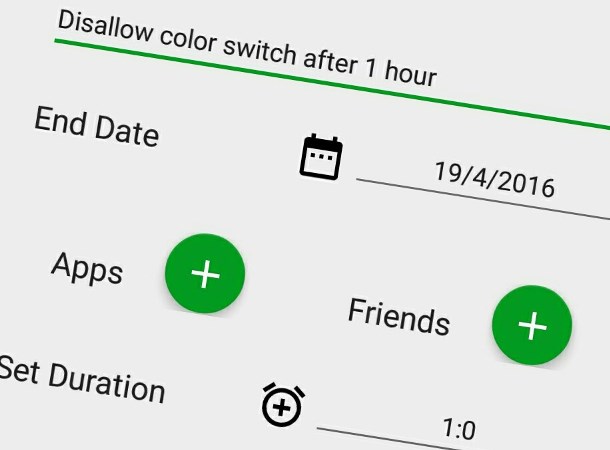 Disallow color switch after 1 hour
End Date 19/4/2016
Apps
Friends
Set Duration 1:0